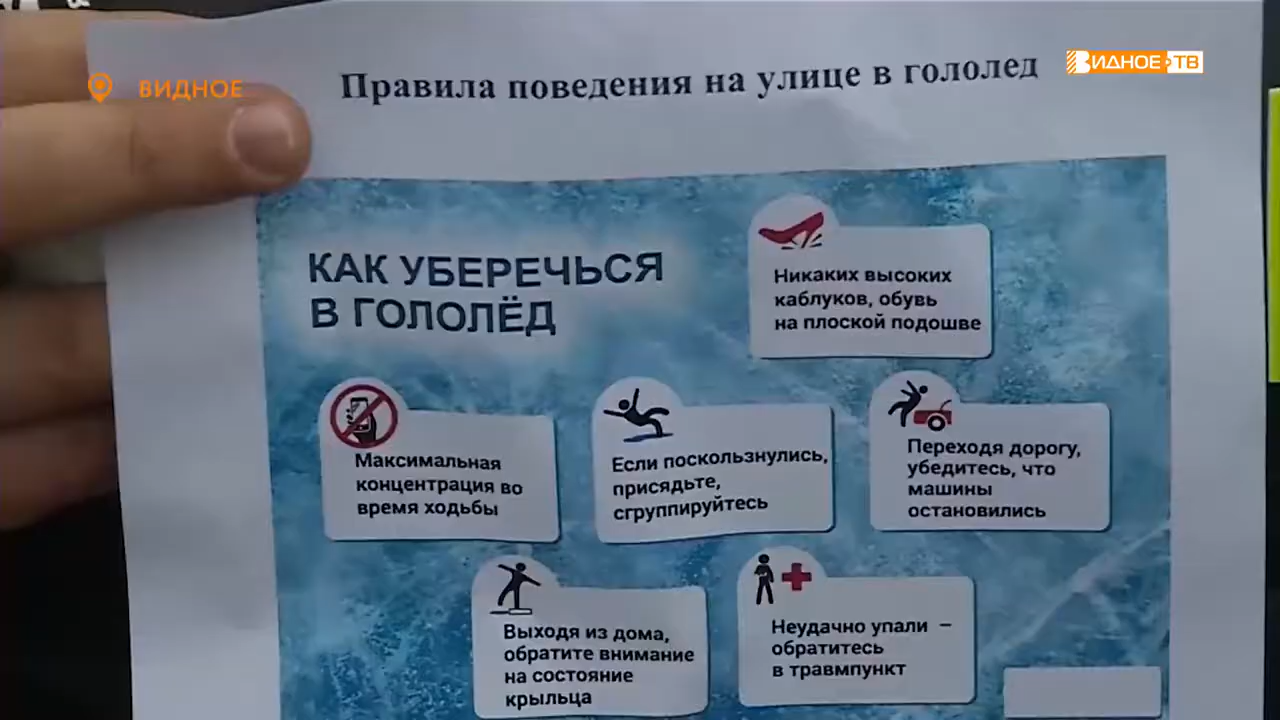 ВИДНОЕ
ВИДНОЕ ТВ
Правила поведения на улице в гололед
КАК УБЕРЕЧЬСЯ
В ГОЛОЛЁД
Никаких высоких
каблуков, обувь
на плоской подошве
Максимальная
концентрация во
время ходьбы
Если поскользнулись,
присядьте,
сгруппируйтесь
Переходя дорогу,
убедитесь, что
машины
остановились
Выходя из дома,
обратите внимание
на состояние
крыльца
Неудачно упали –
обратитесь
в травмпункт